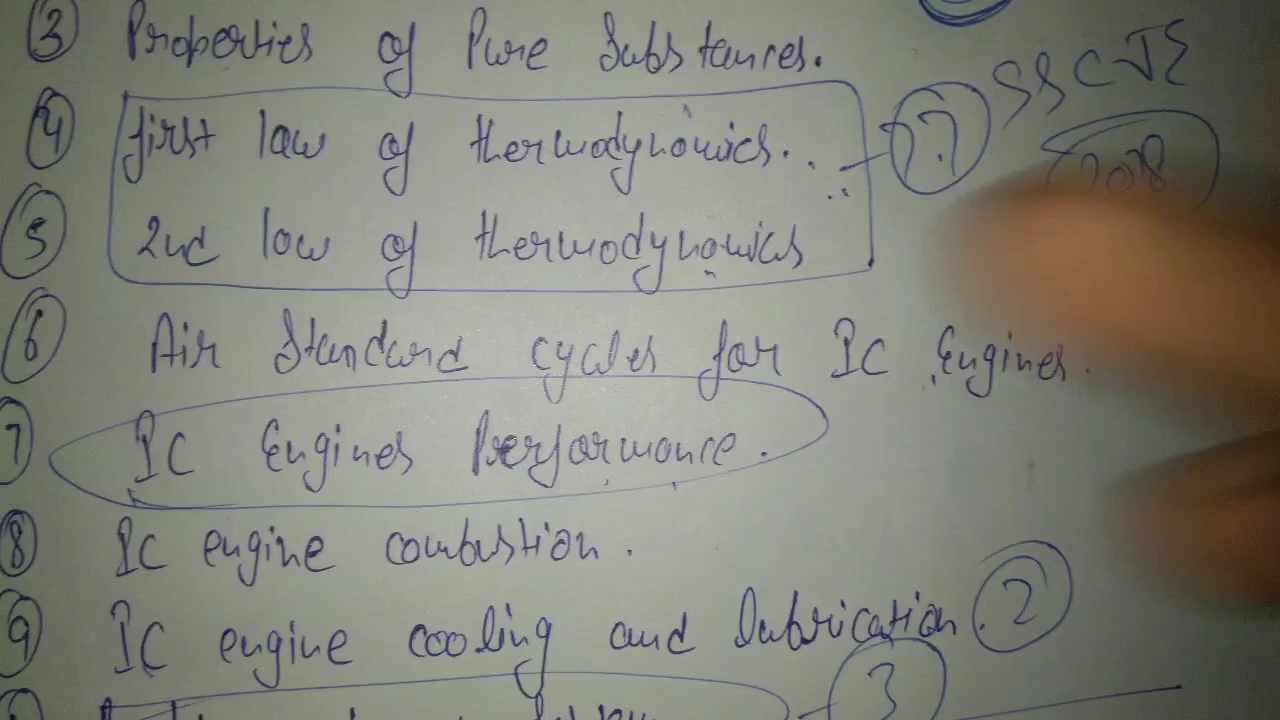 3 Properties of Pure Substances.
4 first law of thermodynamics. ?? SSC JE
2018
5 2nd law of thermodynamics
6 Air Standard cycles for IC Engines.
7 IC Engines Performance.
8 IC engine combustion.
9 IC engine cooling and Lubrication. 2
3